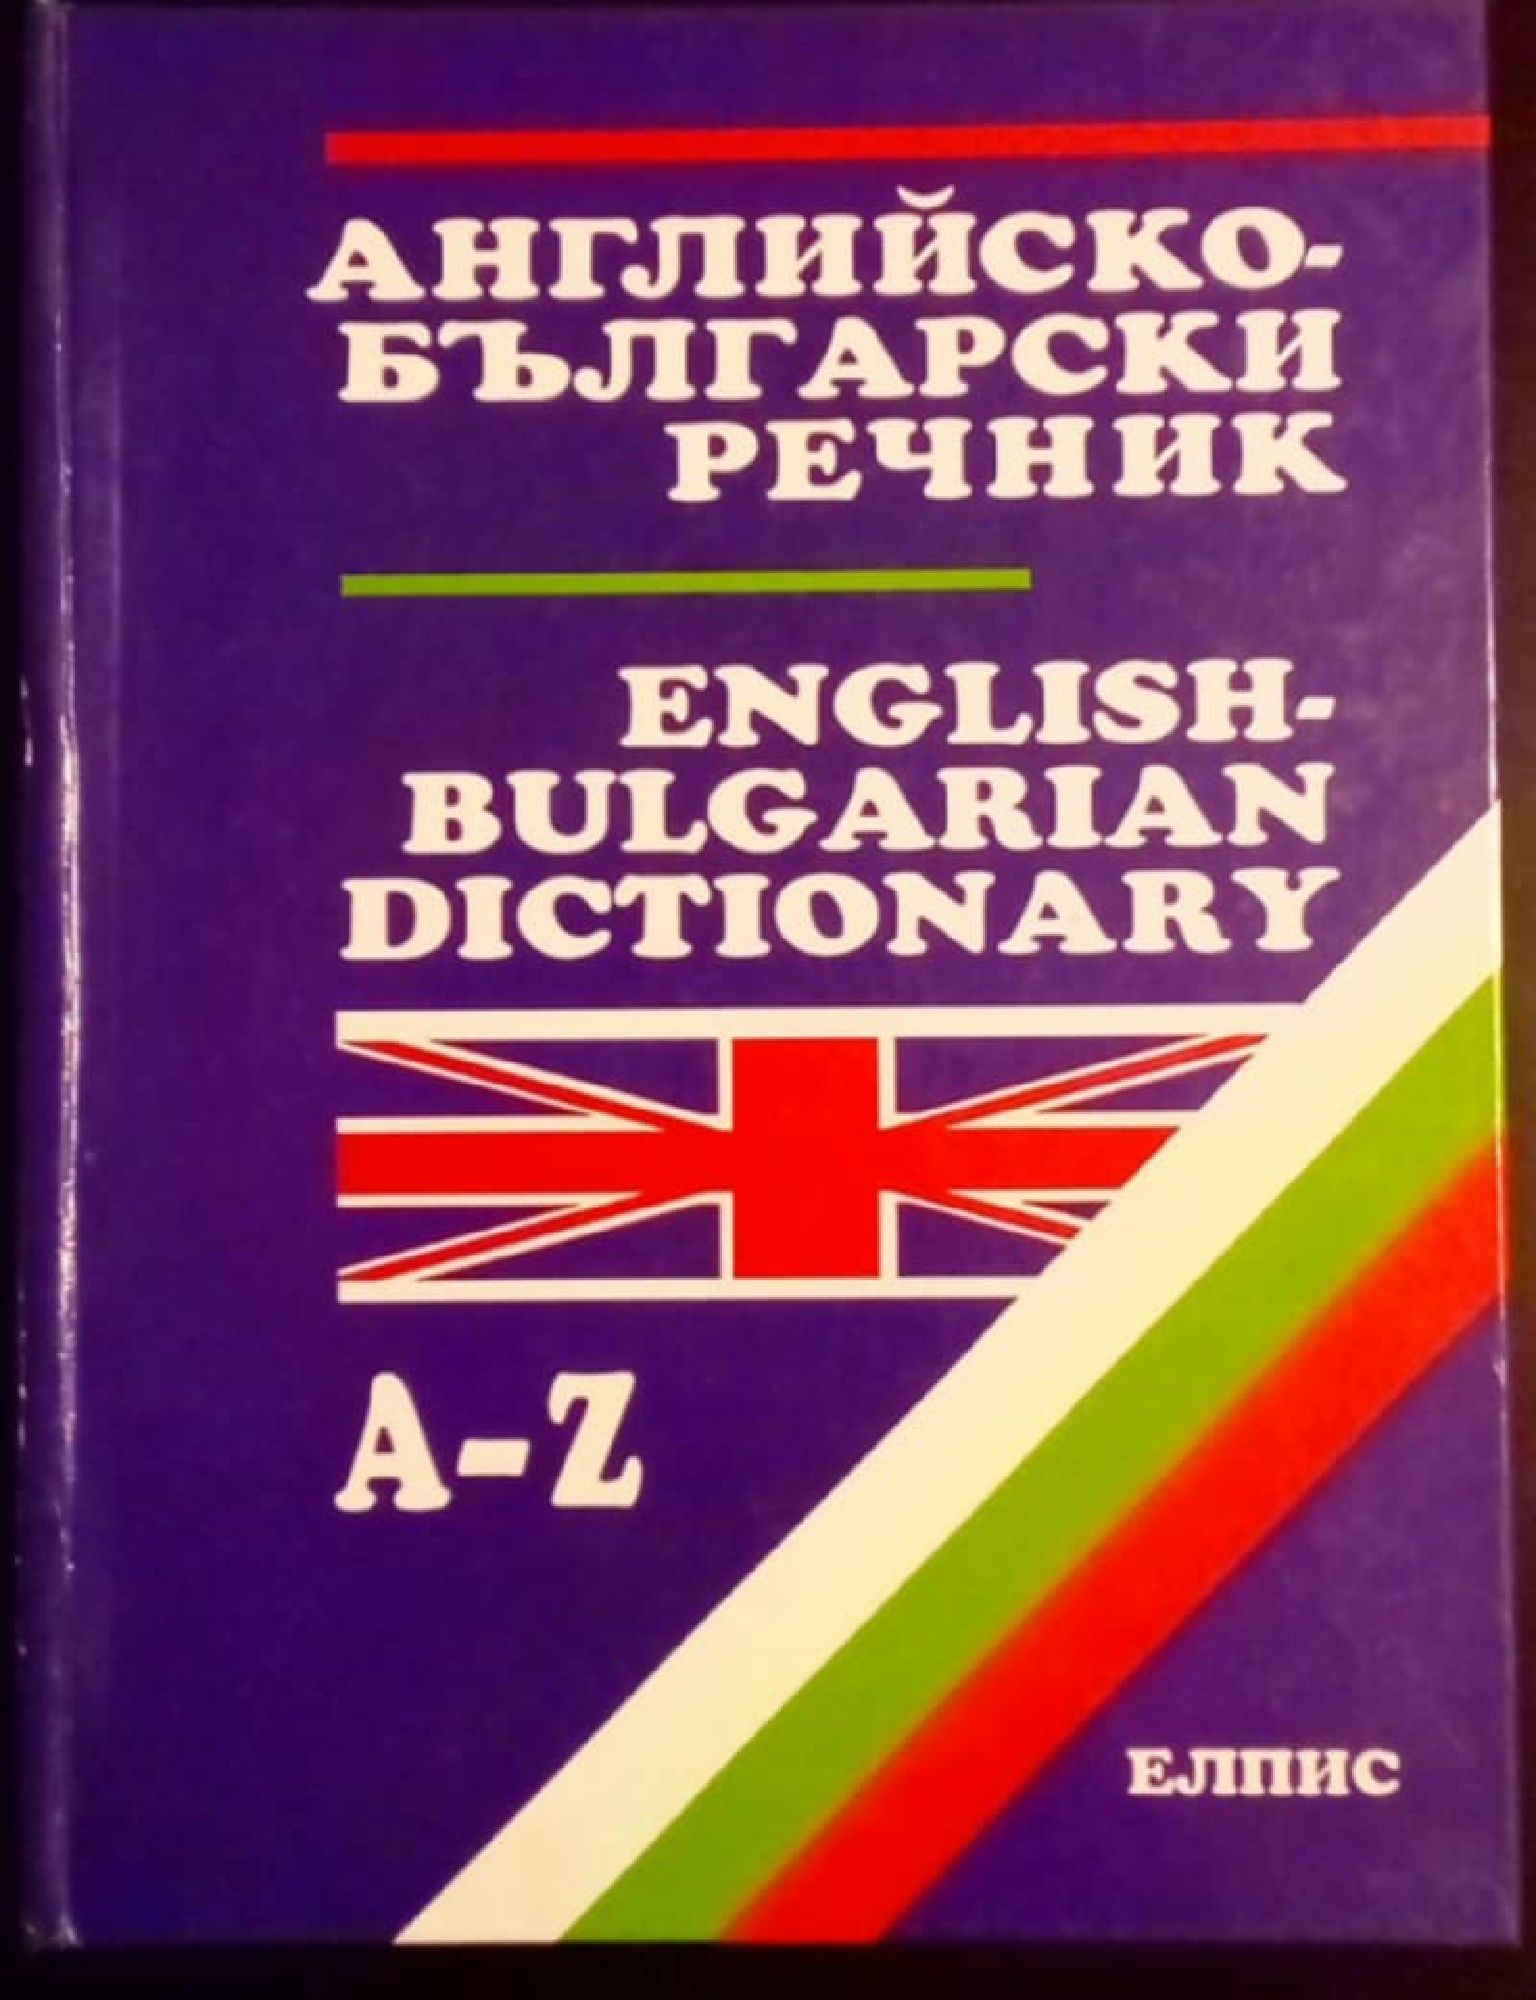 АНГЛИЙСКО-
БЪЛГАРСКИ
РЕЧНИК
ENGLISH-
BULGARIAN
DICTIONARY
A-Z
ЕЛПИС